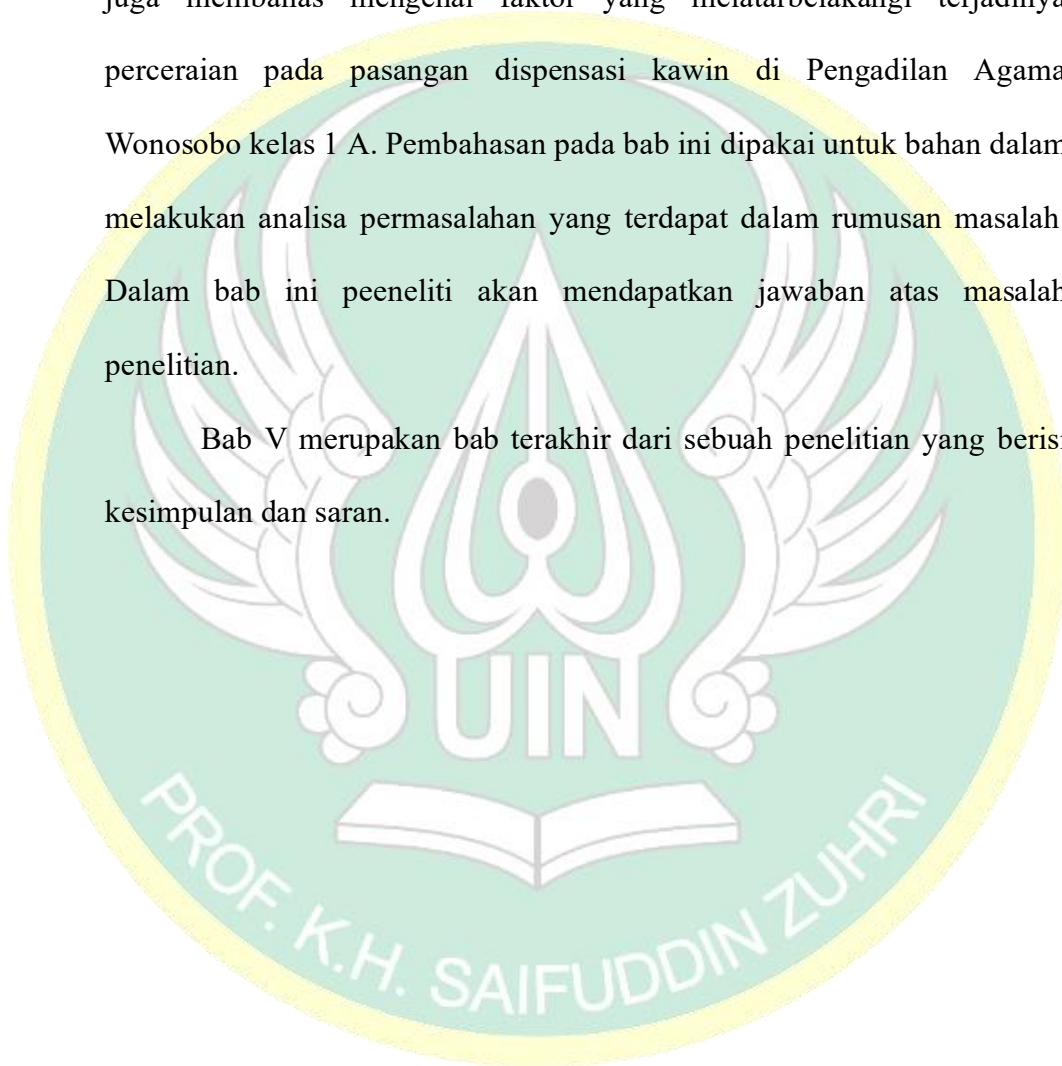 juga membahas mengenai faktor yang melatarbelakangi terjadinya
perceraian pada pasangan dispensasi kawin di Pengadilan Agama
Wonosobo kelas 1 A. Pembahasan pada bab ini dipakai untuk bahan dalam
melakukan analisa permasalahan yang terdapat dalam rumusan masalah
Dalam bab ini peeneliti akan mendapatkan jawaban atas masalah
penelitian.
Bab V merupakan bab terakhir dari sebuah penelitian yang berisi
kesimpulan dan saran.
UIN
PROF. K.H. SAIFUDDIN ZUHRI